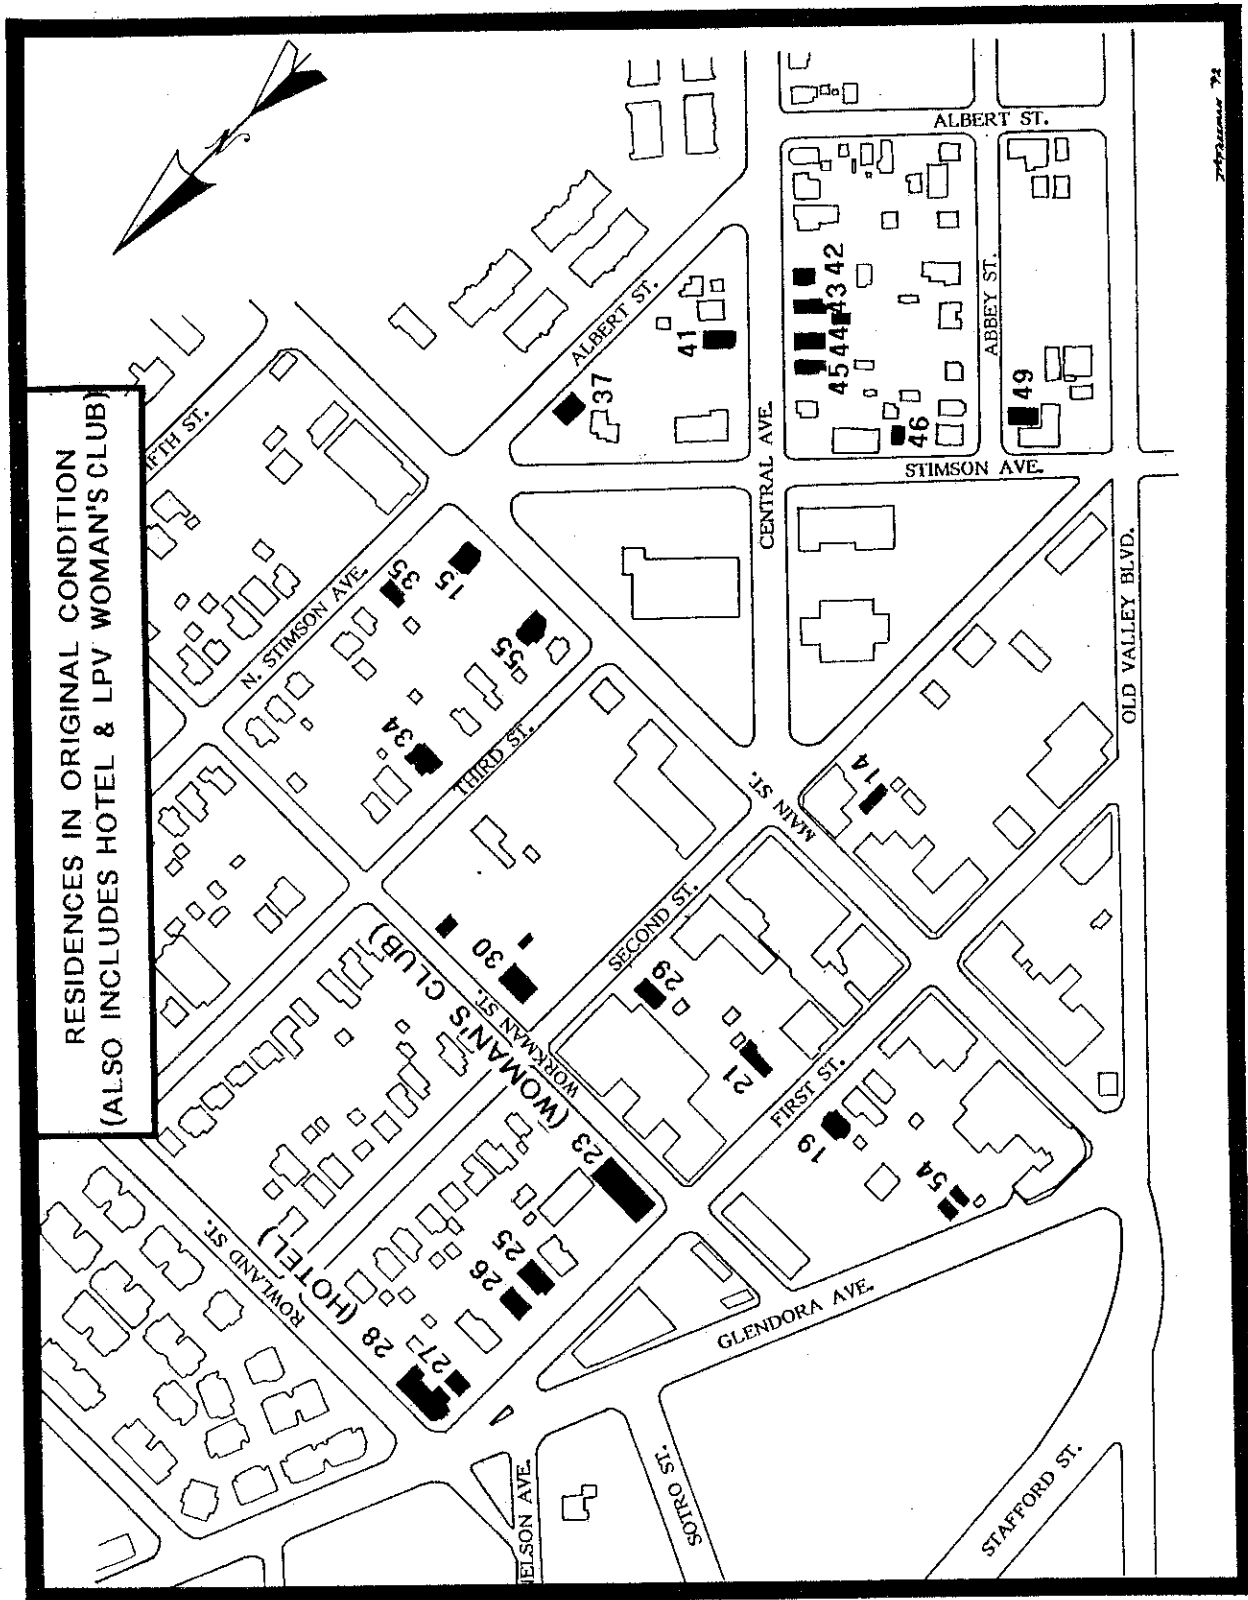 RESIDENCES IN ORIGINAL CONDITION
(ALSO INCLUDES HOTEL & LPV WOMAN'S CLUB)
ALBERT ST.
ABBEY ST.
ALBERT ST.
42
43
44
45
41
37
49
46
STIMSON AVE.
CENTRAL AVE.
OLD VALLEY BLVD.
IFTH ST.
N. STIMSON AVE.
35
15
55
34
THIRD ST.
MAIN ST.
114
30
SECOND ST.
29
WORKMAN ST.
21
FIRST ST.
19
54
23 (WOMAN'S CLUB)
25
26
27
28 (HOTEL)
ROWLAND ST.
GLENDORA AVE.
NELSON AVE.
SOTRO ST.
STAFFORD ST.